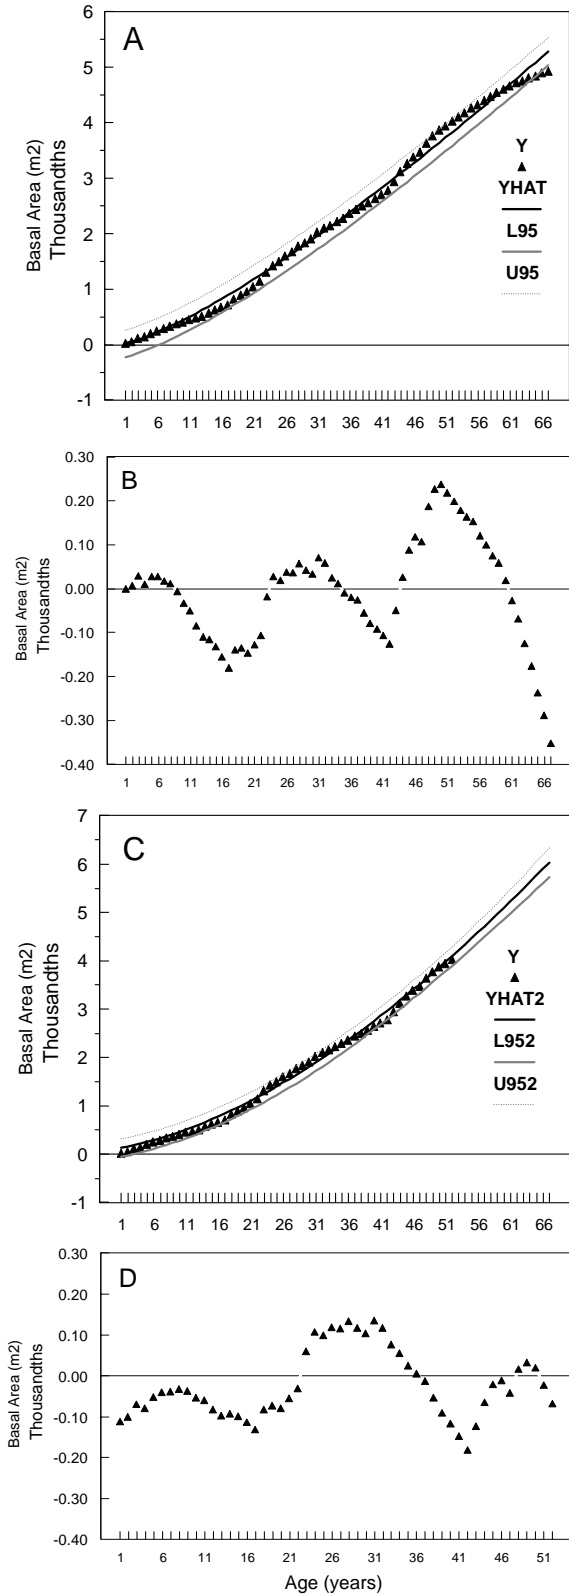 A
6
5
4
3
2
1
0
-1
Basal Area (m2)
Thousandths
Y
YHAT
L95
U95
1 6 11 16 21 26 31 36 41 46 51 56 61 66
B
0.30
0.20
0.10
0.00
-0.10
-0.20
-0.30
-0.40
Basal Area (m2)
Thousandths
1 6 11 16 21 26 31 36 41 46 51 56 61 66
C
7
6
5
4
3
2
1
0
-1
Basal Area (m2)
Thousandths
Y
YHAT2
L952
U952
1 6 11 16 21 26 31 36 41 46 51 56 61 66
D
0.30
0.20
0.10
0.00
-0.10
-0.20
-0.30
-0.40
Basal Area (m2)
Thousandths
1 6 11 16 21 26 31 36 41 46 51
Age (years)